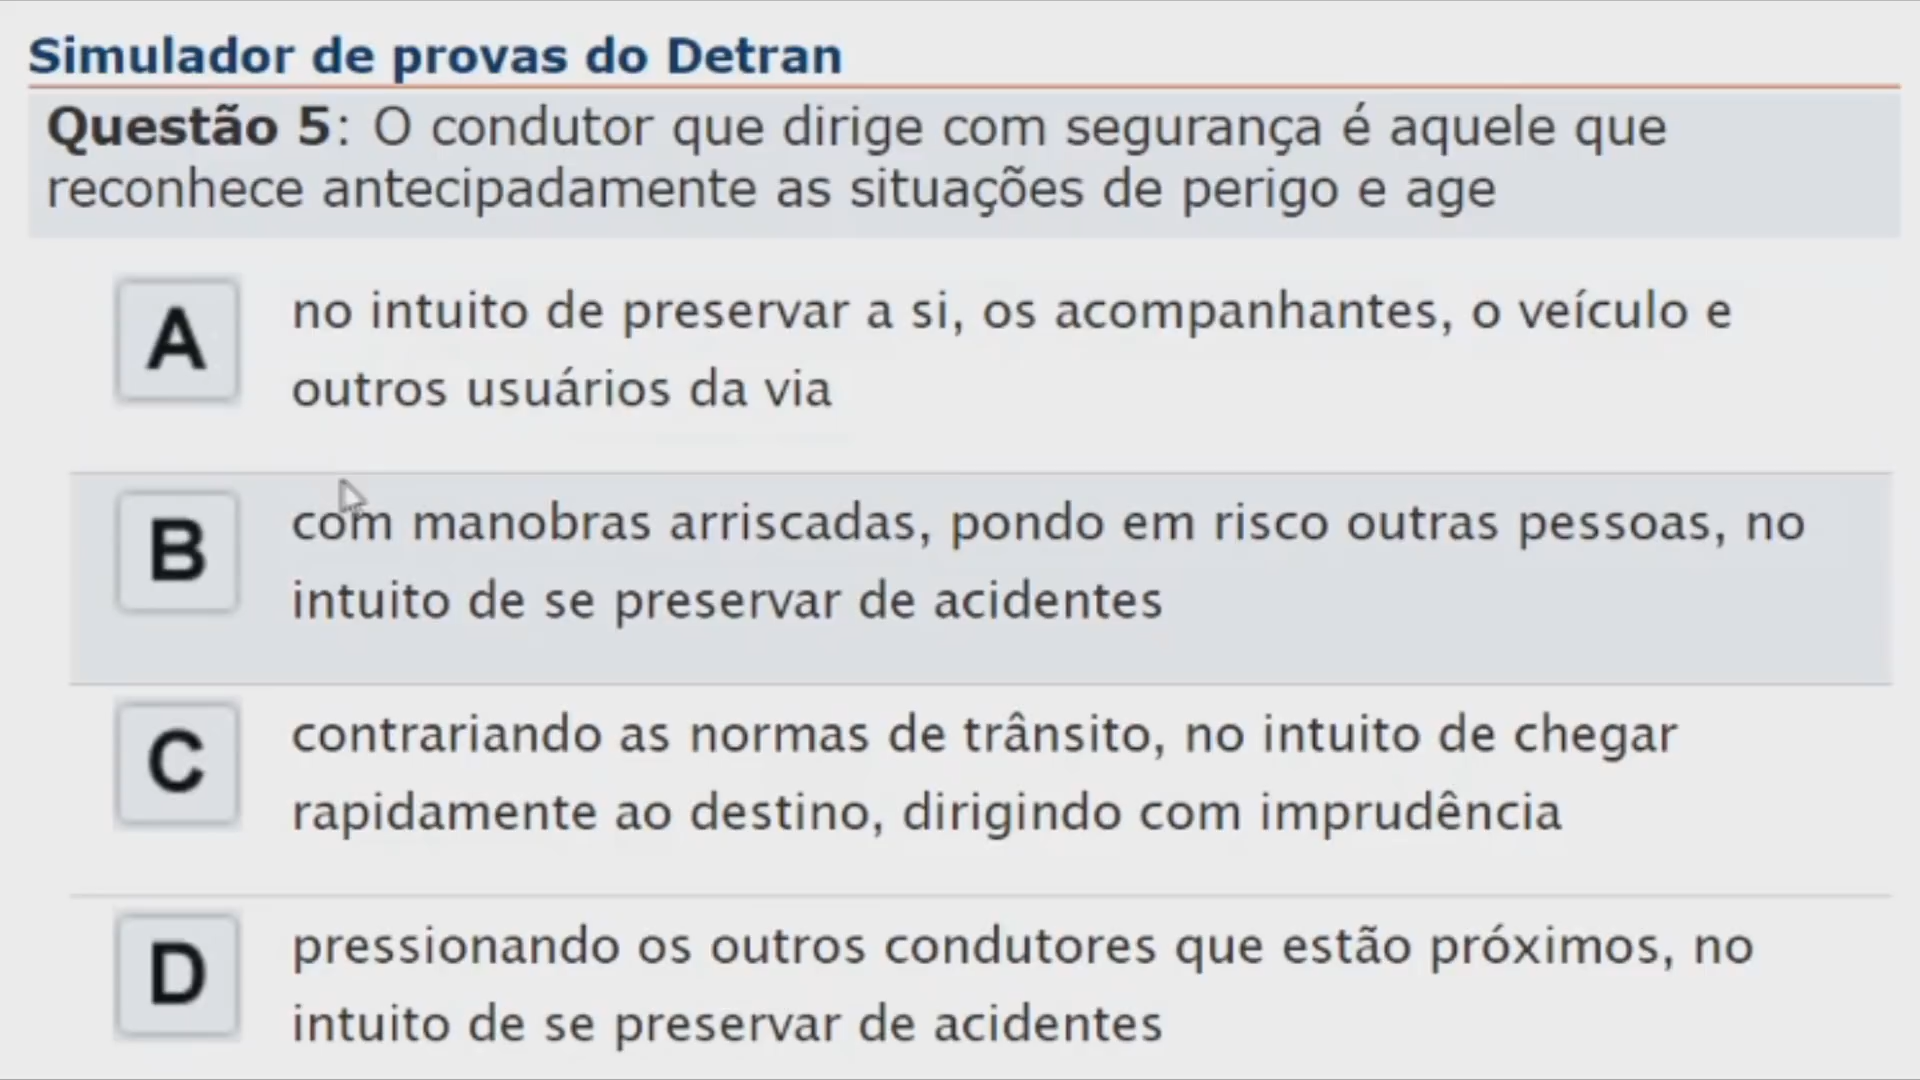 Simulador de provas do Detran
Questão 5: O condutor que dirige com segurança é aquele que
reconhece antecipadamente as situações de perigo e age
A
no intuito de preservar a si, os acompanhantes, o veículo e
outros usuários da via
B
com manobras arriscadas, pondo em risco outras pessoas, no
intuito de se preservar de acidentes
C
contrariando as normas de trânsito, no intuito de chegar
rapidamente ao destino, dirigindo com imprudência
D
pressionando os outros condutores que estão próximos, no
intuito de se preservar de acidentes